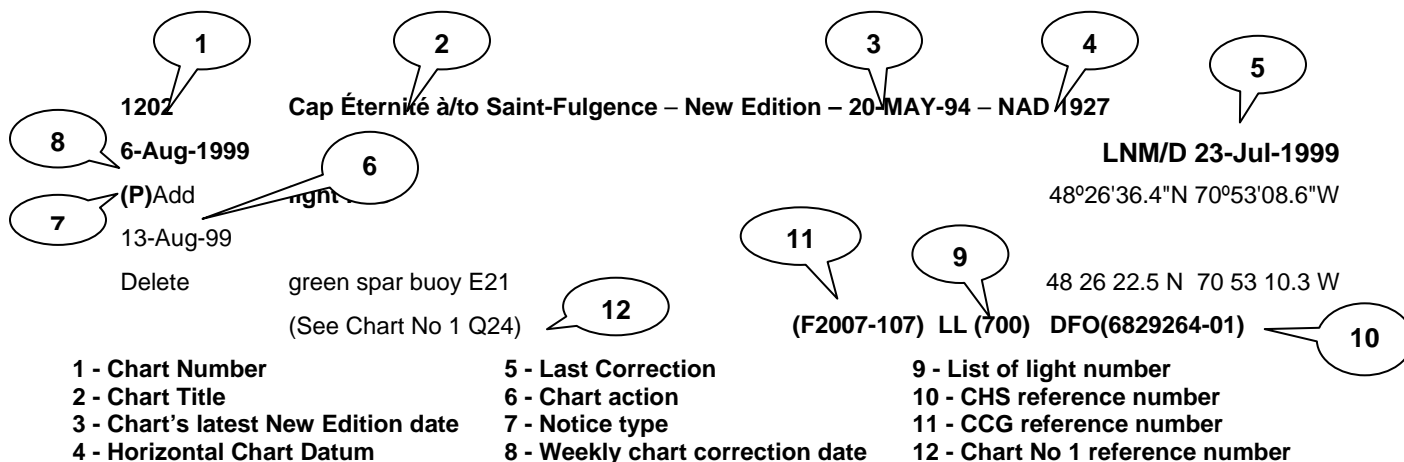 1 2 3 4 5
1202 Cap Éternité à/to Saint-Fulgence – New Edition – 20-MAY-94 – NAD 1927
8 6-Aug-1999 6 LNM/D 23-Jul-1999
(P)Add light 48º26'36.4"N 70º53'08.6"W
7 13-Aug-99 11 9
Delete green spar buoy E21 48 26 22.5 N 70 53 10.3 W
(See Chart No 1 Q24) 12 (F2007-107) LL (700) DFO(6829264-01) 10
1 - Chart Number 5 - Last Correction 9 - List of light number
2 - Chart Title 6 - Chart action 10 - CHS reference number
3 - Chart’s latest New Edition date 7 - Notice type 11 - CCG reference number
4 - Horizontal Chart Datum 8 - Weekly chart correction date 12 - Chart No 1 reference number